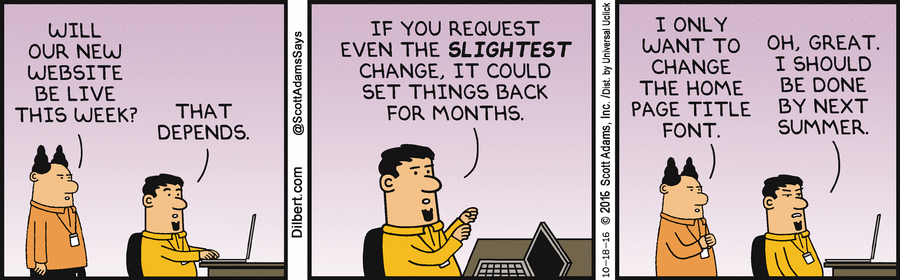 WILL
OUR NEW
WEBSITE
BE LIVE
THIS WEEK?
THAT
DEPENDS.
Dilbert.com @ScottAdamsSays
IF YOU REQUEST
EVEN THE SLIGHTEST
CHANGE, IT COULD
SET THINGS BACK
FOR MONTHS.
10-18-16 © 2016 Scott Adams, Inc. /Dist. by Universal Uclick
I ONLY
WANT TO
CHANGE
THE HOME
PAGE TITLE
FONT.
OH, GREAT.
I SHOULD
BE DONE
BY NEXT
SUMMER.